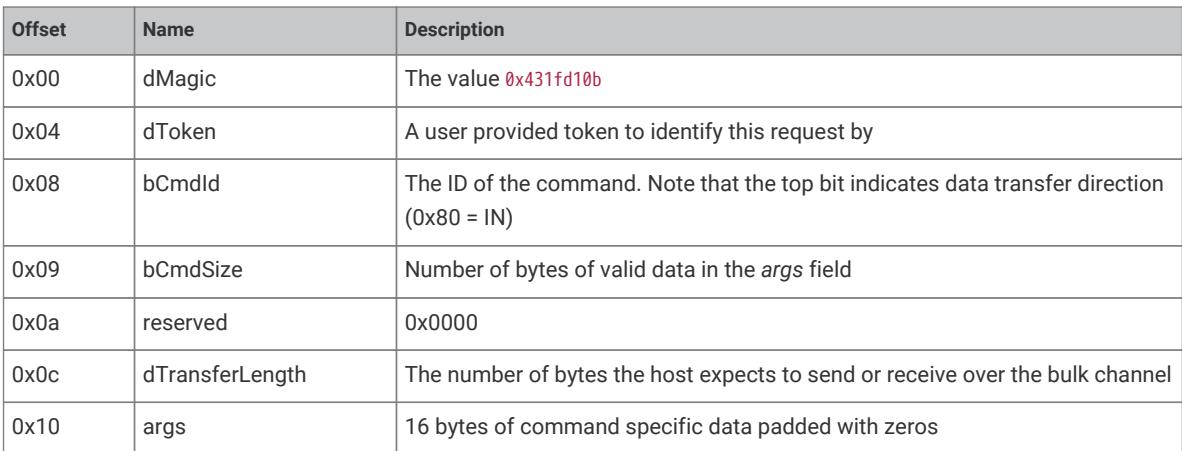 Offset Name Description
0x00 dMagic The value 0x431fd10b
0x04 dToken A user provided token to identify this request by
0x08 bCmdId The ID of the command. Note that the top bit indicates data transfer direction
(0x80 = IN)
0x09 bCmdSize Number of bytes of valid data in the args field
0x0a reserved 0x0000
0x0c dTransferLength The number of bytes the host expects to send or receive over the bulk channel
0x10 args 16 bytes of command specific data padded with zeros